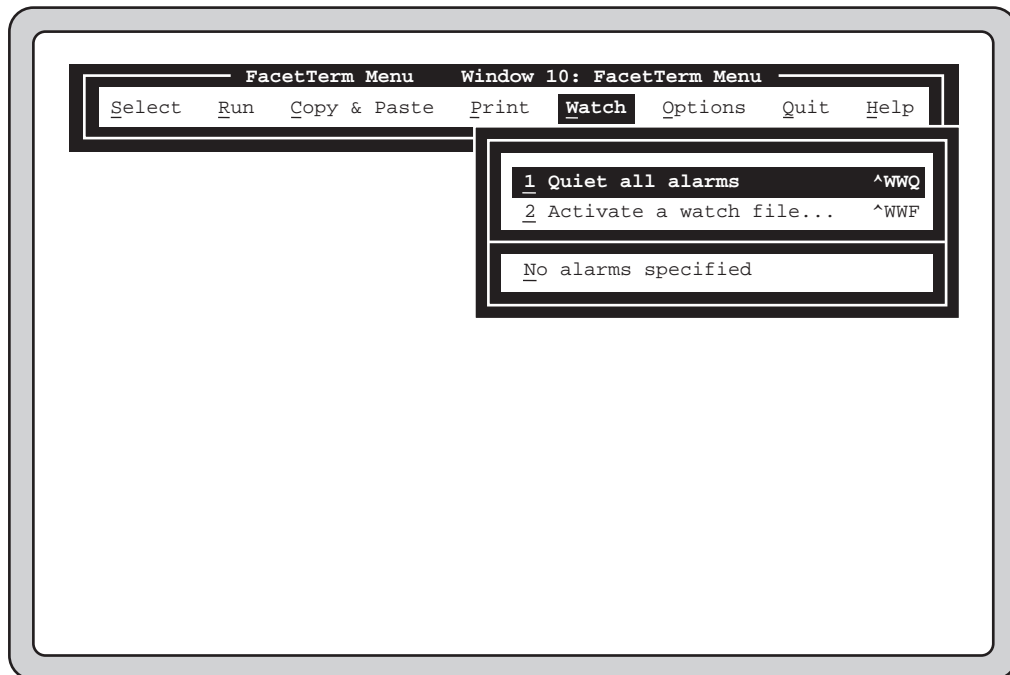 FacetTerm Menu Window 10: FacetTerm Menu
Select Run Copy & Paste Print Watch Options Quit Help
1 Quiet all alarms ^WWQ
2 Activate a watch file... ^WWF
No alarms specified